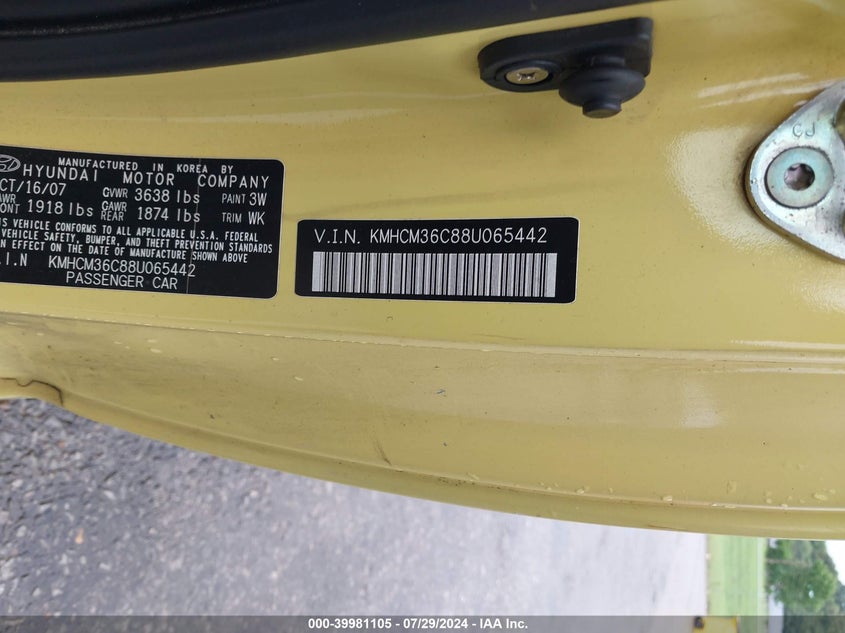 MANUFACTURED IN KOREA BY
HYUNDAI MOTOR COMPANY
CT/16/07 GVWR 3638 lbs PAINT 3W
1918 lbs GAWR REAR 1874 lbs TRIM WK
VEHICLE CONFORMS TO ALL APPLICABLE U.S.A. FEDERAL
VEHICLE SAFETY, BUMPER, AND THEFT PREVENTION STANDARDS
IN EFFECT ON THE DATE OF MANUFACTURE SHOWN ABOVE
.I.N KMHCM36C88U065442
PASSENGER CAR
V.I.N. KMHCM36C88U065442
CJ
000-39981105 - 07/29/2024 - IAA Inc.